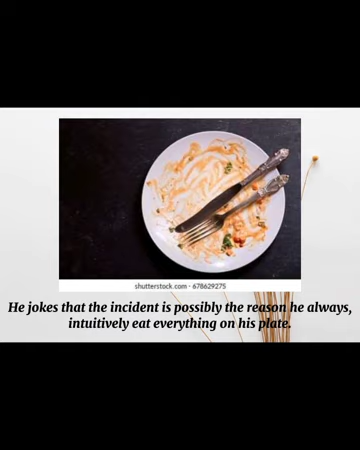 shutterstock.com · 678629275
He jokes that the incident is possibly the reason he always,
intuitively eat everything on his plate.